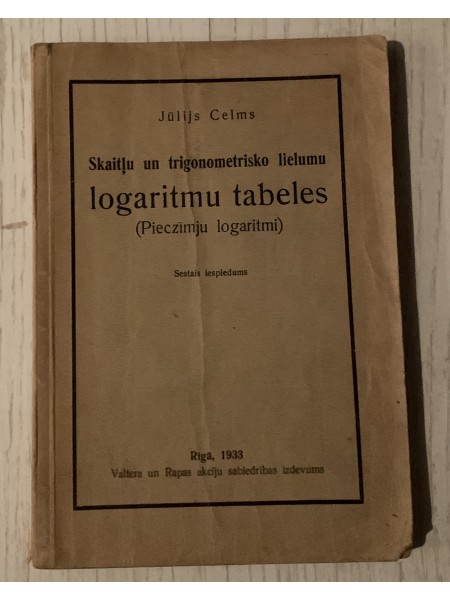 Jūlijs Celms
Skaitļu un trigonometrisko lielumu
logaritmu tabeles
(Pieczīmju logaritmi)
Sestais iespiedums
Rīgā, 1933
Valtera un Rapas akciju sabiedrības izdevums